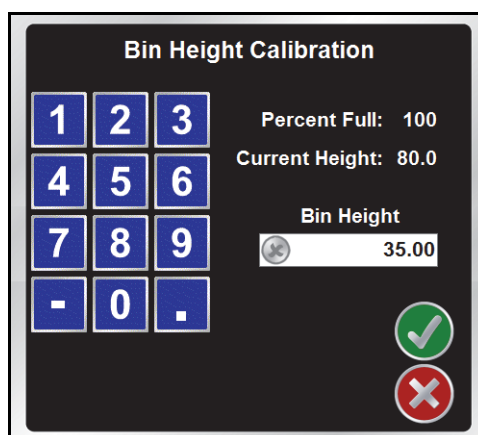 Bin Height Calibration
1 2 3
4 5 6
7 8 9
- 0 .
Percent Full: 100
Current Height: 80.0
Bin Height
35.00